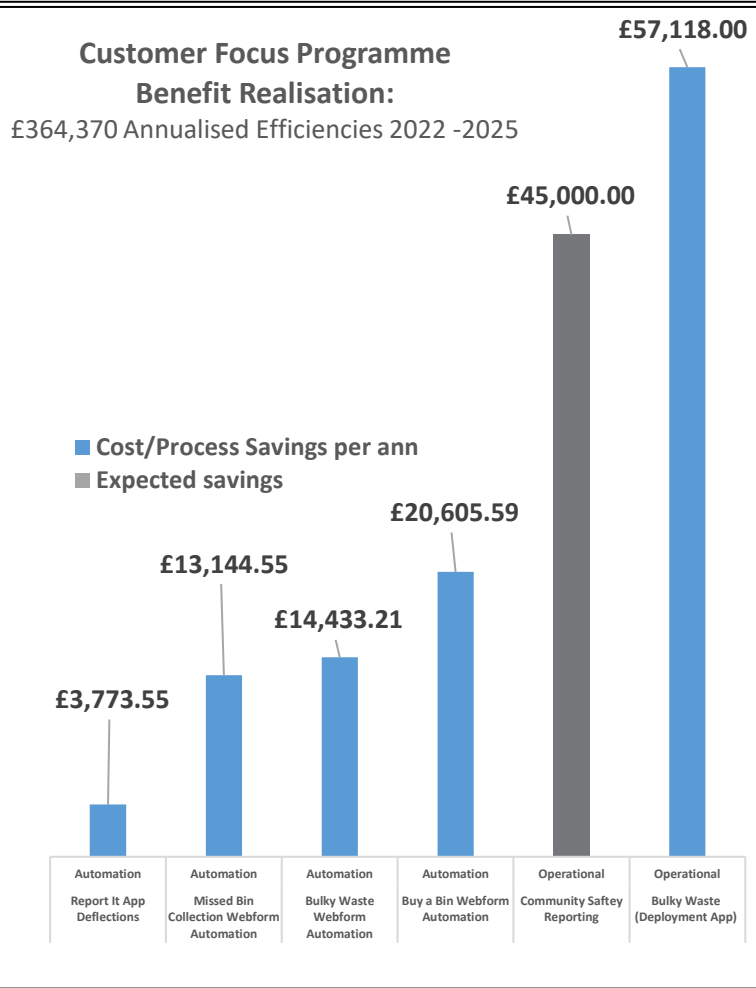 £57,118.00
Customer Focus Programme
Benefit Realisation:
£364,370 Annualised Efficiencies 2022 -2025
£45,000.00
Cost/Process Savings per ann
Expected savings
£20,605.59
£13,144.55
£14,433.21
£3,773.55
Automation Automation Automation Automation Operational Operational
Report It App Missed Bin Bulky Waste Buy a Bin Webform Community Saftey Bulky Waste
Deflections Collection Webform Webform Automation Reporting (Deployment App)
Automation Automation